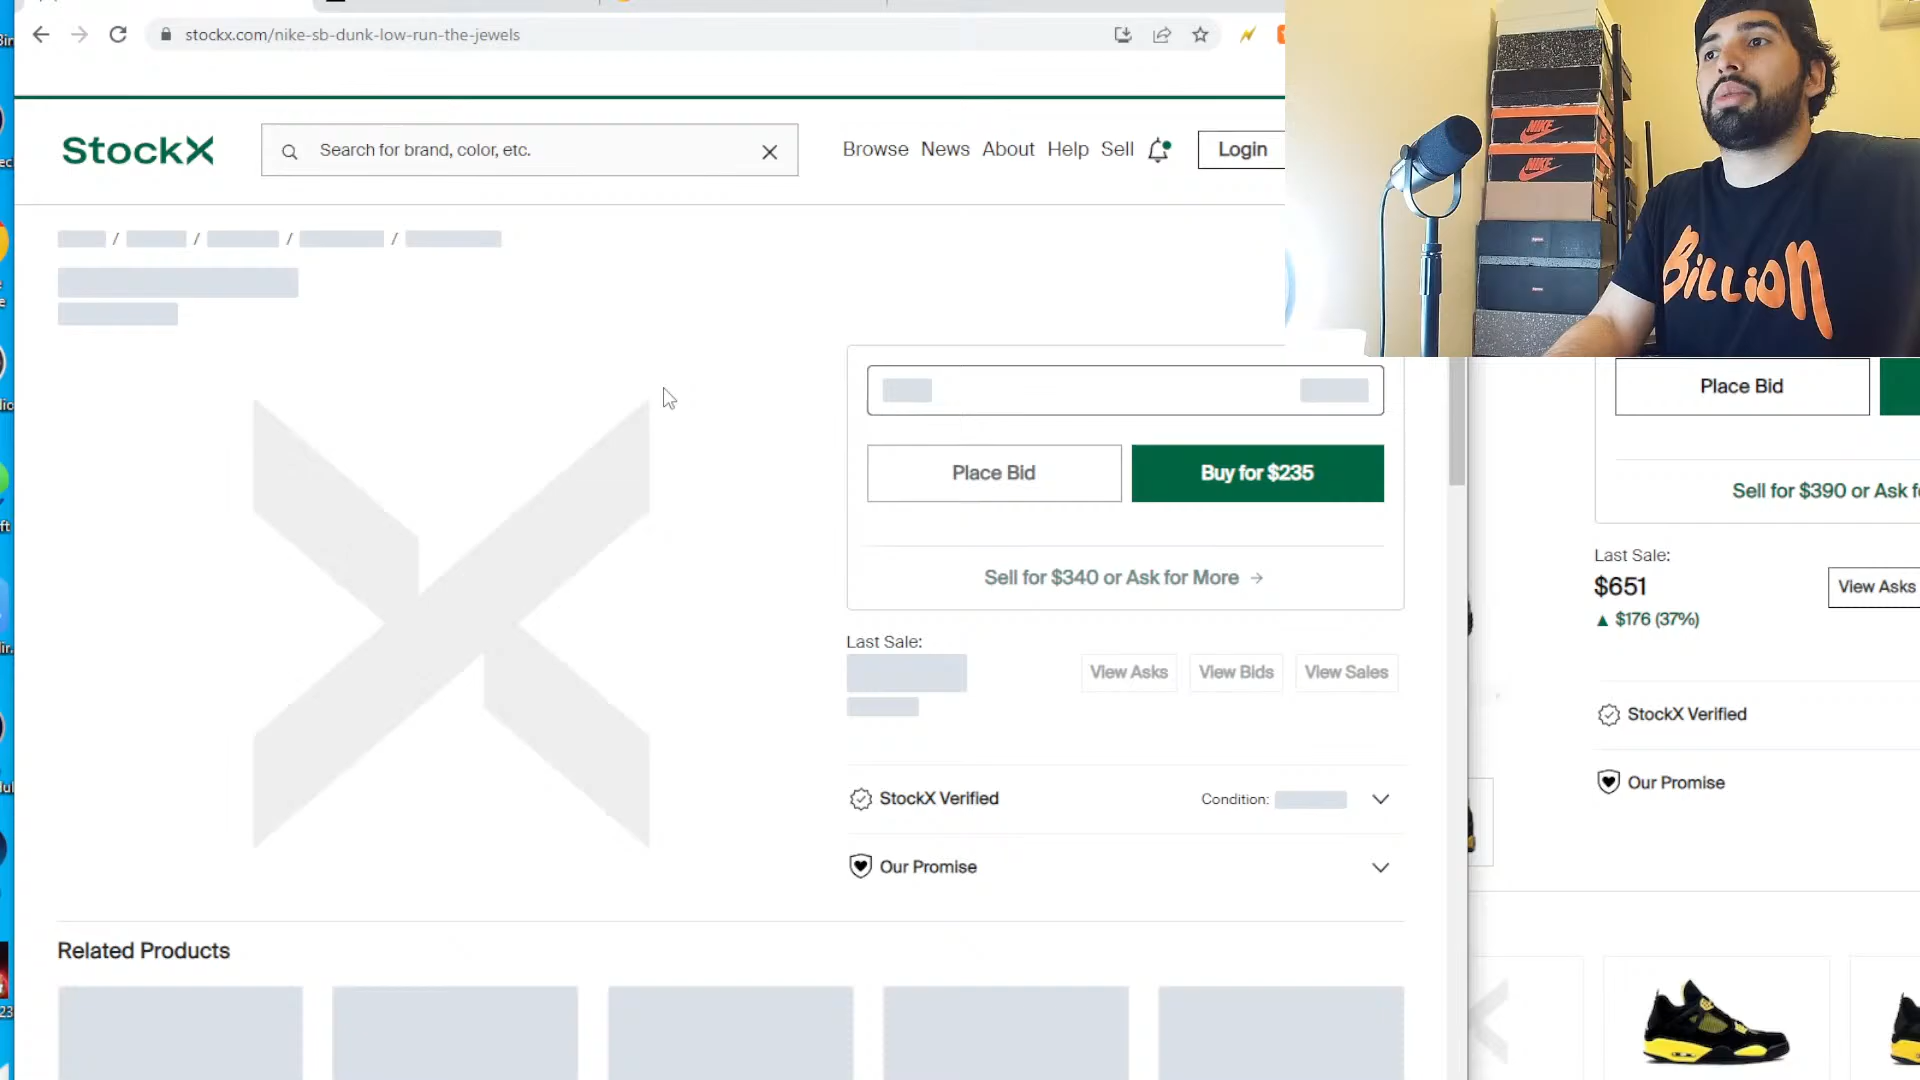 stockx.com/nike-sb-dunk-low-run-the-jewels
StockX
Search for brand, color, etc.
Browse News About Help Sell
Login
NIKE
NIKE
BILLION
Place Bid
Buy for $235
Sell for $340 or Ask for More →
Last Sale:
View Asks
View Bids
View Sales
StockX Verified
Condition:
Our Promise
Related Products
Place Bid
Sell for $390 or Ask
Last Sale:
$651
View Asks
▲ $176 (37%)
StockX Verified
Our Promise